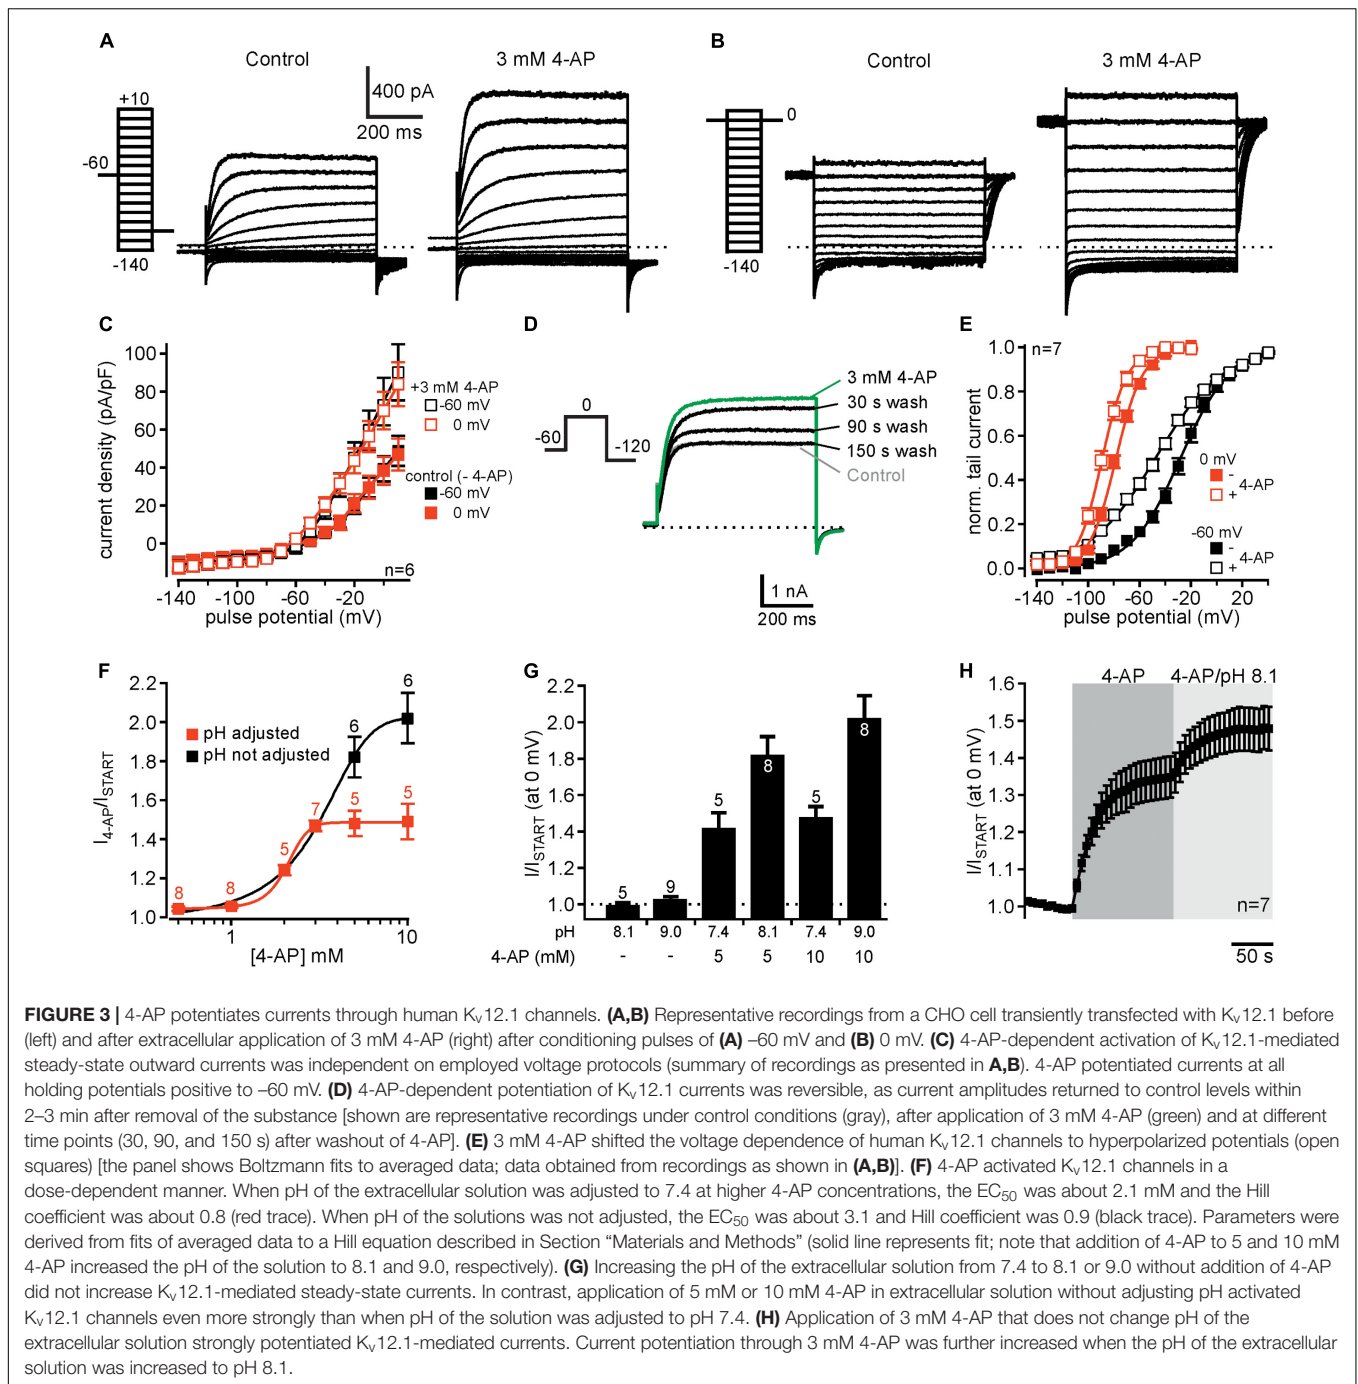 A
Control
3 mM 4-AP
+10
-60
-140
400 pA
200 ms
B
Control
3 mM 4-AP
0
-140
C
current density (pA/pF)
100
80
60
40
20
0
+3 mM 4-AP
-60 mV
0 mV
control (- 4-AP)
-60 mV
0 mV
n=6
-140 -100 -60 -20
pulse potential (mV)
D
0
-60
-120
3 mM 4-AP
30 s wash
90 s wash
150 s wash
Control
1 nA
200 ms
E
n=7
norm. tail current
1.0
0.8
0.6
0.4
0.2
0.0
0 mV
- 4-AP
+
-60 mV
- 4-AP
+
-140 -100 -60 -20 20
pulse potential (mV)
F
I4-AP/ISTART
2.2
2.0
1.8
1.6
1.4
1.2
1.0
pH adjusted
pH not adjusted
8 8 5 7 5 5
6 6
1 10
[4-AP] mM
G
I/ISTART (at 0 mV)
2.2
2.0
1.8
1.6
1.4
1.2
1.0
5 9 5 8 5 8
pH 8.1 9.0 7.4 8.1 7.4 9.0
4-AP (mM) - - 5 5 10 10
H
4-AP 4-AP/pH 8.1
I/ISTART (at 0 mV)
1.6
1.5
1.4
1.3
1.2
1.1
1.0
n=7
50 s
FIGURE 3 | 4-AP potentiates currents through human Kv12.1 channels. (A,B) Representative recordings from a CHO cell transiently transfected with Kv12.1 before
(left) and after extracellular application of 3 mM 4-AP (right) after conditioning pulses of (A) –60 mV and (B) 0 mV. (C) 4-AP-dependent activation of Kv12.1-mediated
steady-state outward currents was independent on employed voltage protocols (summary of recordings as presented in A,B). 4-AP potentiated currents at all
holding potentials positive to –60 mV. (D) 4-AP-dependent potentiation of Kv12.1 currents was reversible, as current amplitudes returned to control levels within
2–3 min after removal of the substance [shown are representative recordings under control conditions (gray), after application of 3 mM 4-AP (green) and at different
time points (30, 90, and 150 s) after washout of 4-AP]. (E) 3 mM 4-AP shifted the voltage dependence of human Kv12.1 channels to hyperpolarized potentials (open
squares) [the panel shows Boltzmann fits to averaged data; data obtained from recordings as shown in (A,B)]. (F) 4-AP activated Kv12.1 channels in a
dose-dependent manner. When pH of the extracellular solution was adjusted to 7.4 at higher 4-AP concentrations, the EC50 was about 2.1 mM and the Hill
coefficient was about 0.8 (red trace). When pH of the solutions was not adjusted, the EC50 was about 3.1 and Hill coefficient was 0.9 (black trace). Parameters were
derived from fits of averaged data to a Hill equation described in Section “Materials and Methods” (solid line represents fit; note that addition of 4-AP to 5 and 10 mM
4-AP increased the pH of the solution to 8.1 and 9.0, respectively). (G) Increasing the pH of the extracellular solution from 7.4 to 8.1 or 9.0 without addition of 4-AP
did not increase Kv12.1-mediated steady-state currents. In contrast, application of 5 mM or 10 mM 4-AP in extracellular solution without adjusting pH activated
Kv12.1 channels even more strongly than when pH of the solution was adjusted to pH 7.4. (H) Application of 3 mM 4-AP that does not change pH of the
extracellular solution strongly potentiated Kv12.1-mediated currents. Current potentiation through 3 mM 4-AP was further increased when the pH of the extracellular
solution was increased to pH 8.1.